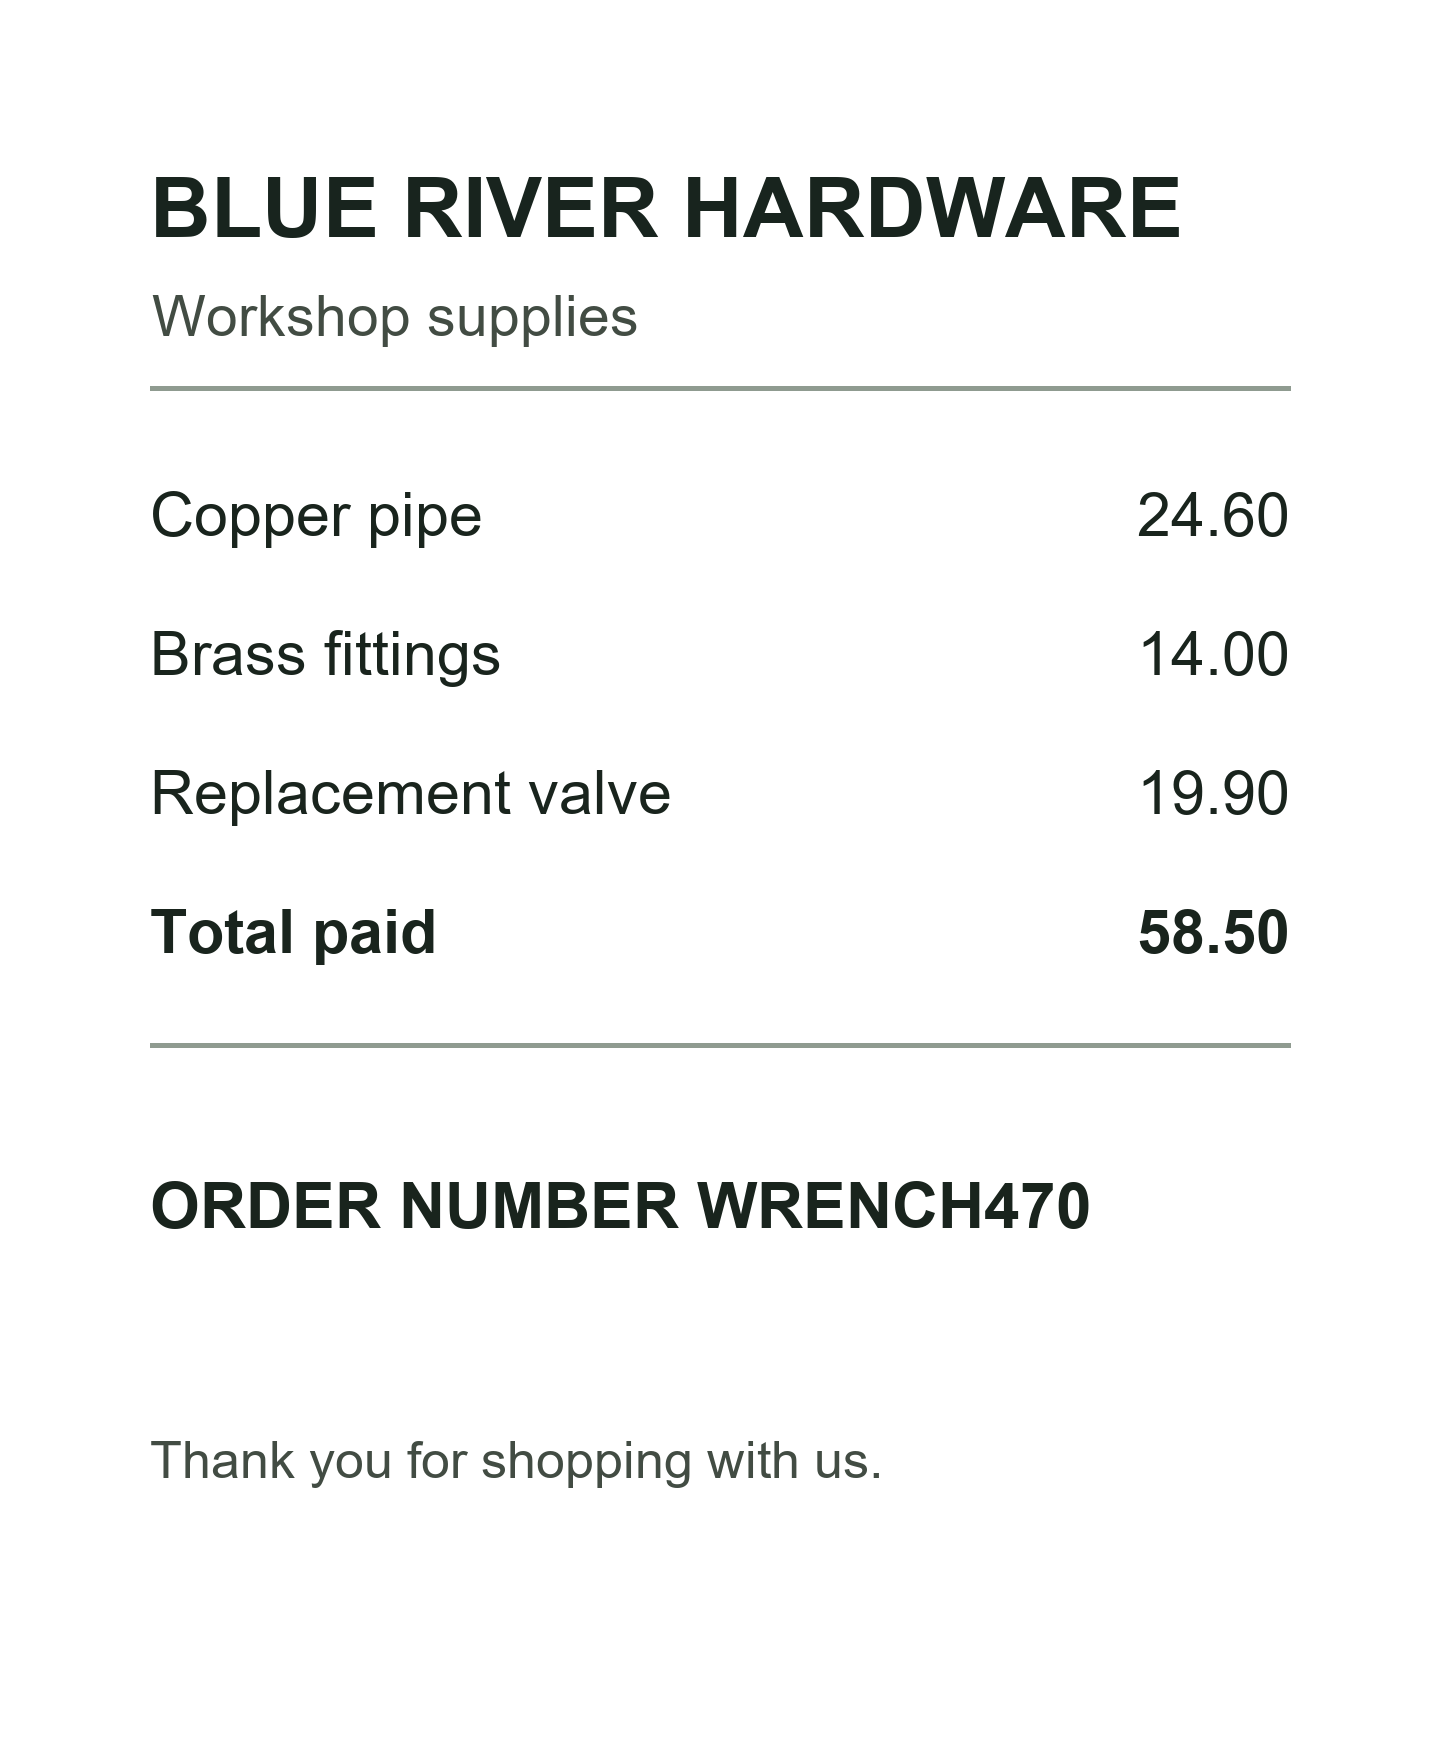 BLUE RIVER HARDWARE
Workshop supplies
Copper pipe 24.60
Brass fittings 14.00
Replacement valve 19.90
Total paid 58.50
ORDER NUMBER WRENCH470
Thank you for shopping with us.